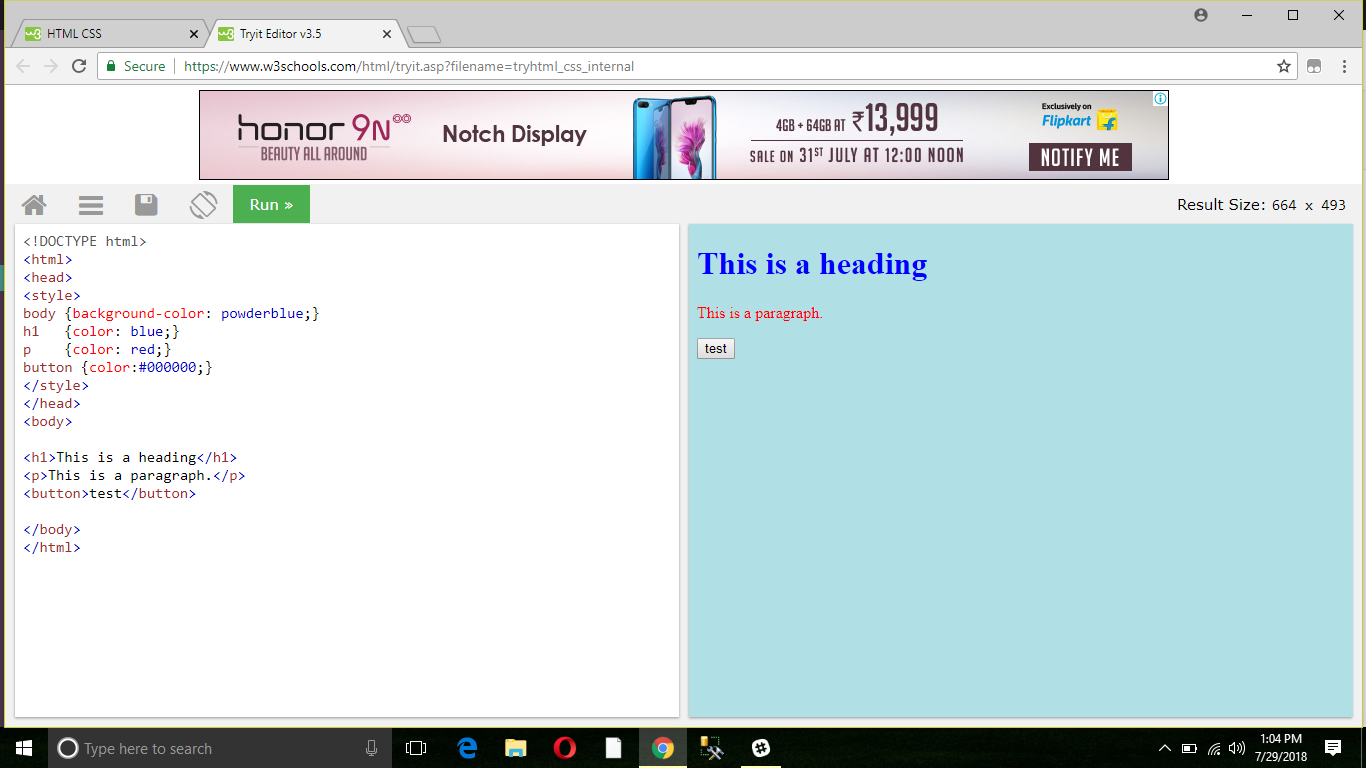 HTML CSS
Tryit Editor v3.5
Secure
https://www.w3schools.com/html/tryit.asp?filename=tryhtml_css_internal
honor 9N
BEAUTY ALL AROUND
Notch Display
4GB + 64GB AT ₹13,999
SALE ON 31ST JULY AT 12:00 NOON
Exclusively on
Flipkart
NOTIFY ME
Run »
Result Size: 664 x 493
<!DOCTYPE html>
<html>
<head>
<style>
body {background-color: powderblue;}
h1   {color: blue;}
p    {color: red;}
button {color:#000000;}
</style>
</head>
<body>
<h1>This is a heading</h1>
<p>This is a paragraph.</p>
<button>test</button>
</body>
</html>
This is a heading
This is a paragraph.
test
Type here to search
1:04 PM
7/29/2018